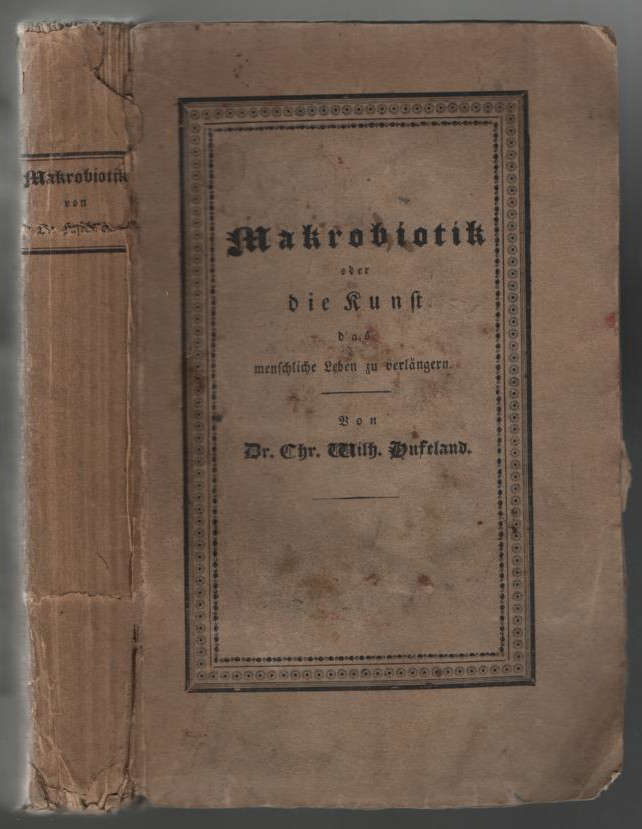 Makrobiotik
von
Makrobiotik
oder
die Kunſt
das
menſchliche Leben zu verlängern.
Von
Dr. Chr. Wilh. Hufeland.